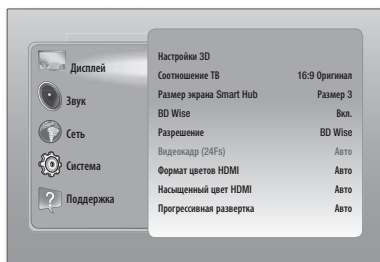 Дисплей
Звук
Сеть
Система
Поддержка
Настройки 3D
Соотношение ТВ 16:9 Оригинал
Размер экрана Smart Hub Размер 3
BD Wise Вкл.
Разрешение BD Wise
Видеокадр (24Fs) Авто
Формат цветов HDMI Авто
Насыщенный цвет HDMI Авто
Прогрессивная развертка Авто